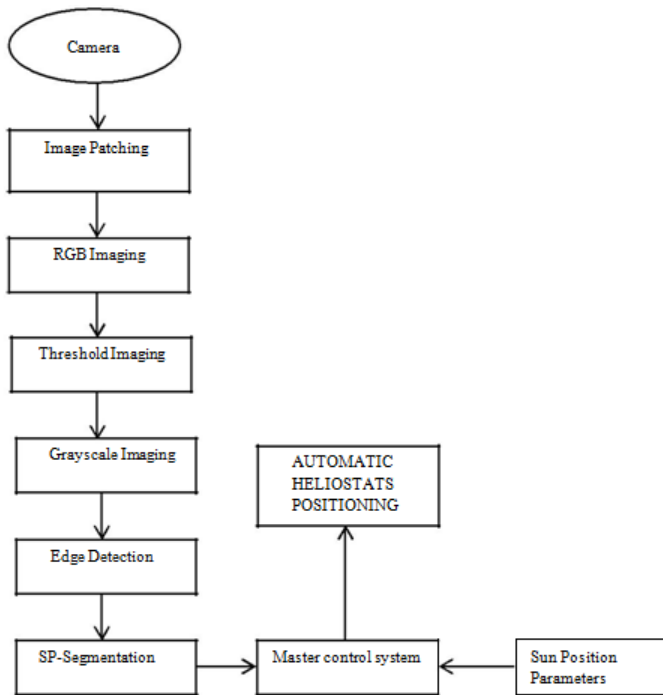 Camera
Image Patching
RGB Imaging
Threshold Imaging
Grayscale Imaging
AUTOMATIC
HELIOSTATS
POSITIONING
Edge Detection
SP-Segmentation
Master control system
Sun Position
Parameters